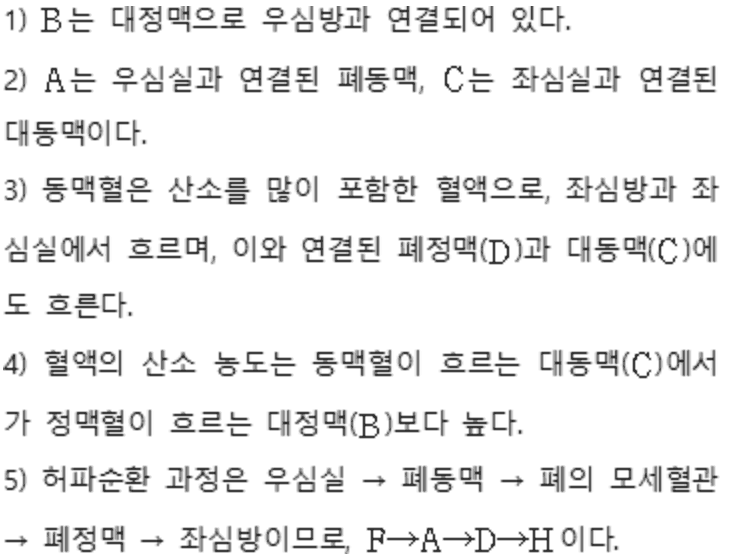 1) B는 대정맥으로 우심방과 연결되어 있다.
2) A는 우심실과 연결된 폐동맥, C는 좌심실과 연결된
대동맥이다.
3) 동맥혈은 산소를 많이 포함한 혈액으로, 좌심방과 좌
심실에서 흐르며, 이와 연결된 폐정맥(D)과 대동맥(C)에
도 흐른다.
4) 혈액의 산소 농도는 동맥혈이 흐르는 대동맥(C)에서
가 정맥혈이 흐르는 대정맥(B)보다 높다.
5) 허파순환 과정은 우심실 → 폐동맥 → 폐의 모세혈관
→ 폐정맥 → 좌심방이므로, F→A→D→H이다.